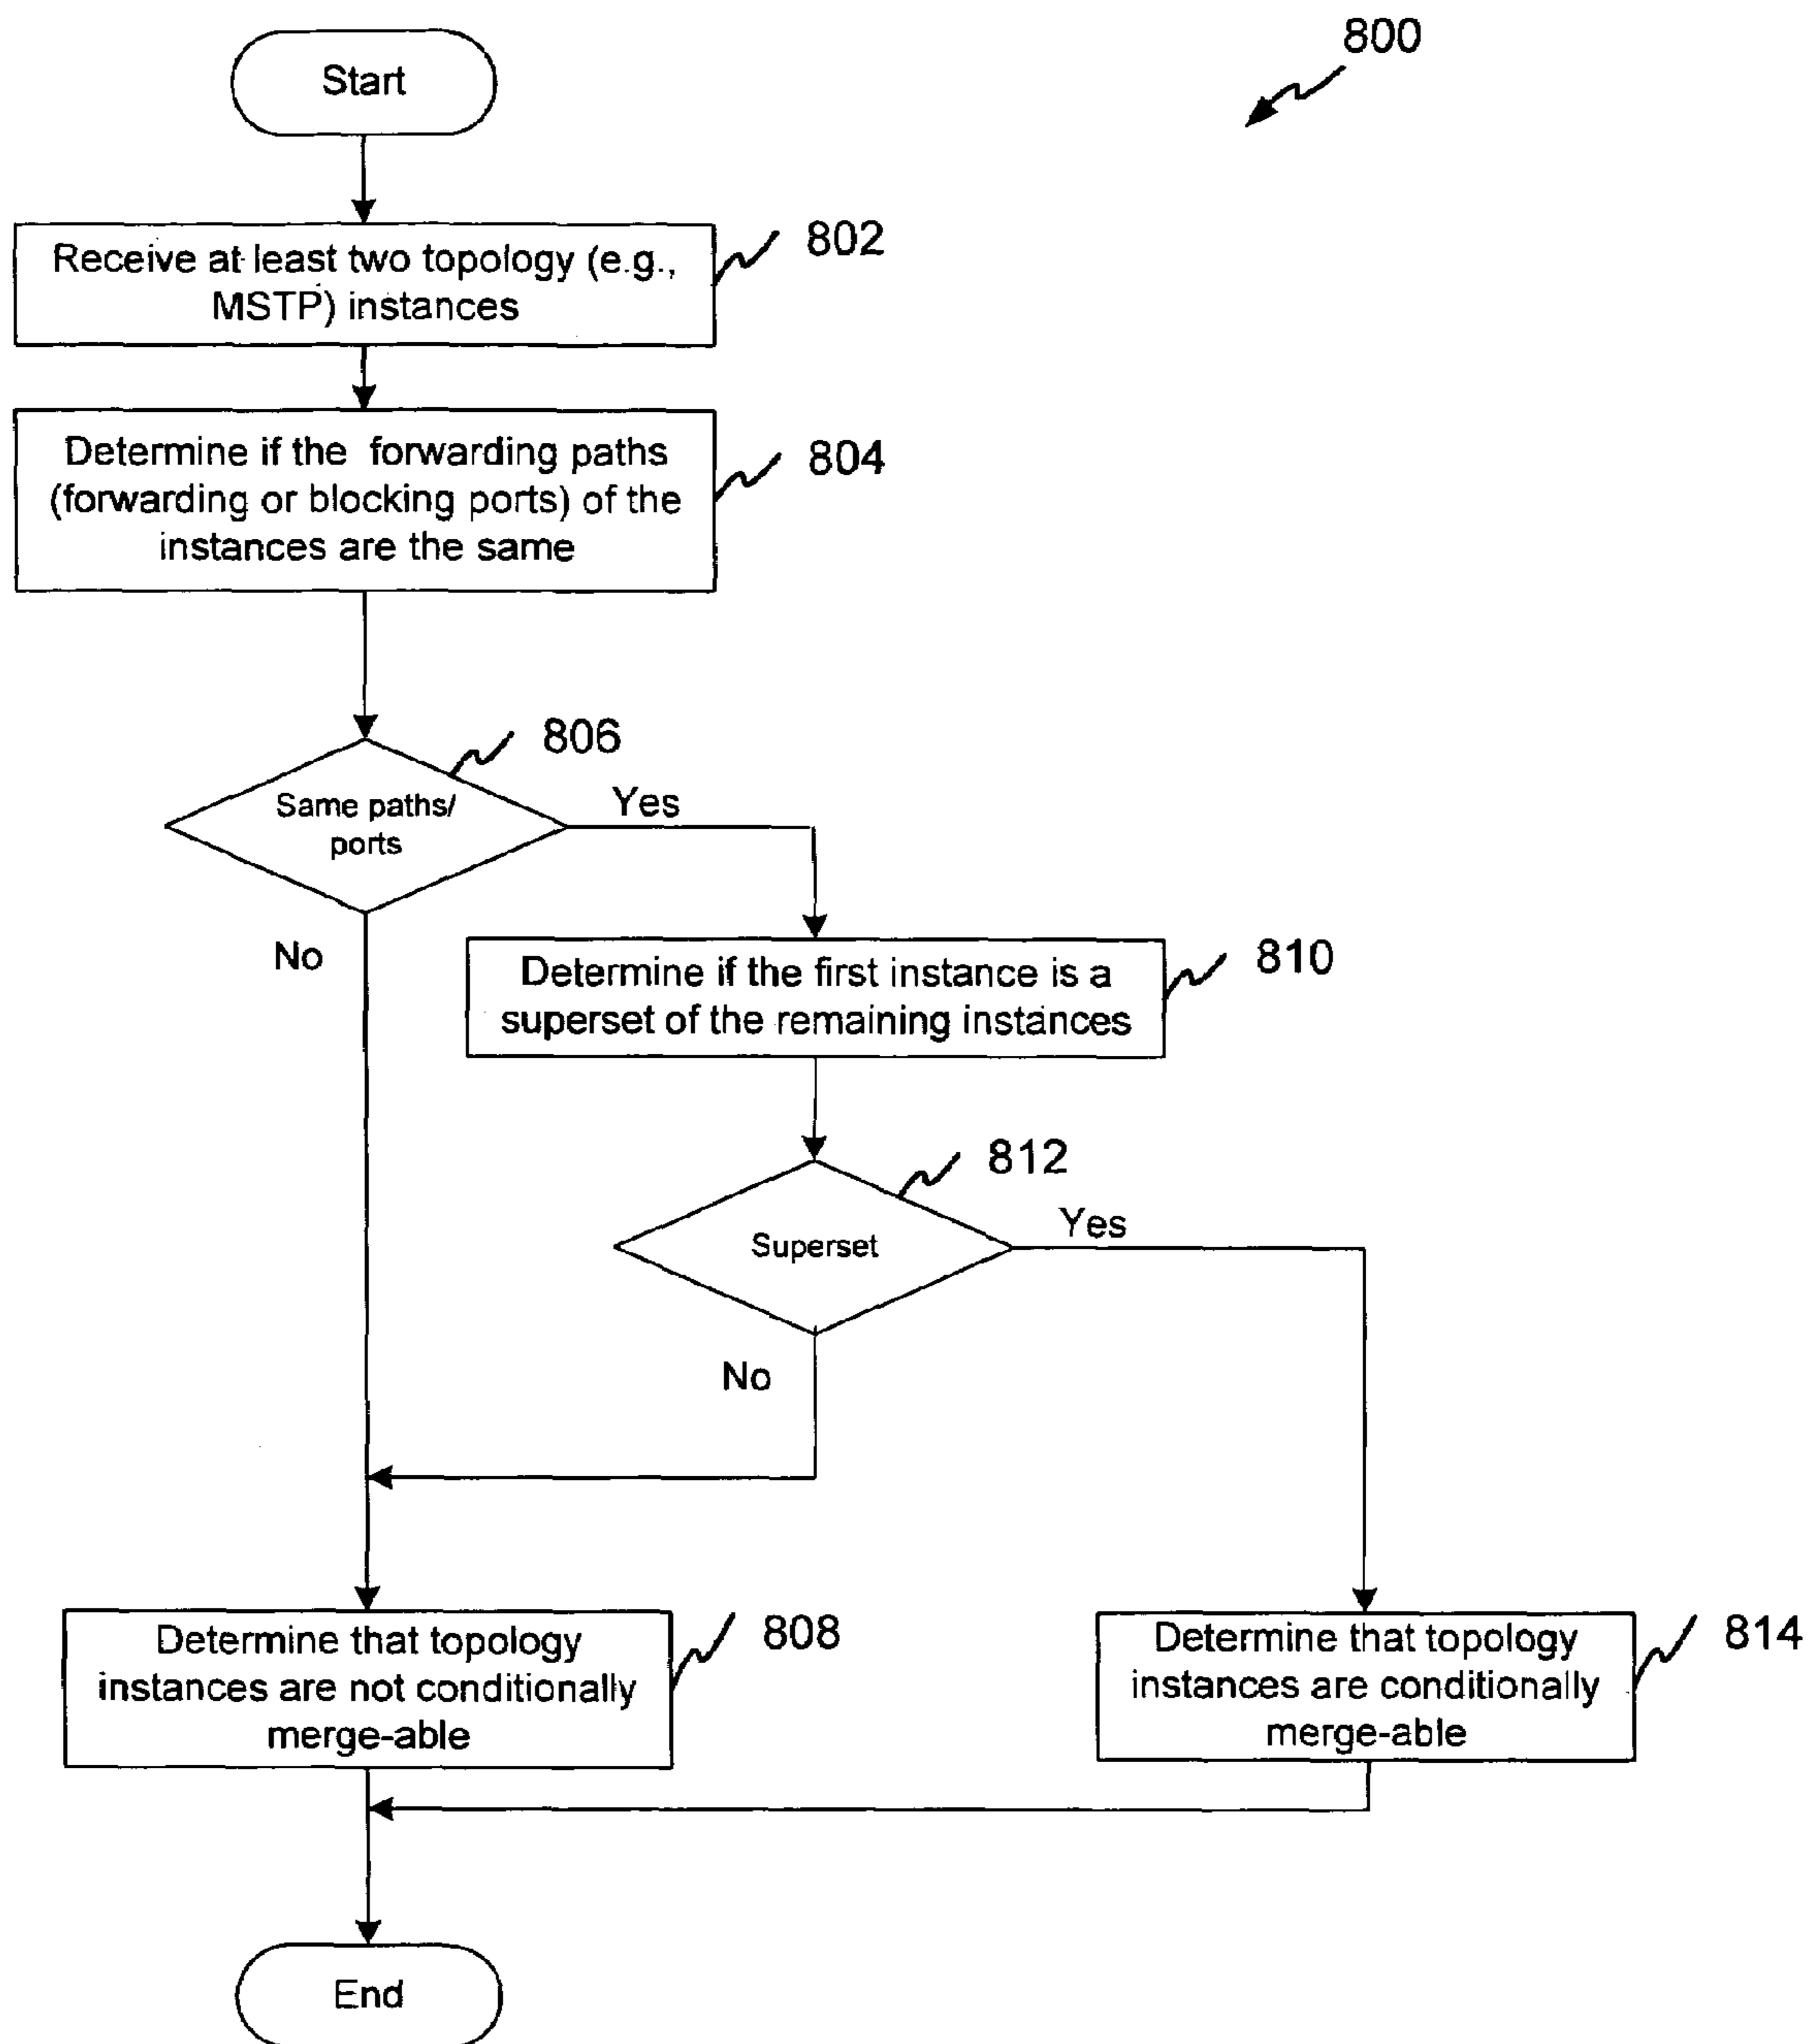 800
Start
802
Receive at least two topology (e.g.,
MSTP) instances
804
Determine if the forwarding paths
(forwarding or blocking ports) of the
instances are the same
806
Same paths/
ports
Yes
No
810
Determine if the first instance is a
superset of the remaining instances
812
Superset
Yes
No
808
Determine that topology
instances are not conditionally
merge-able
814
Determine that topology
instances are conditionally
merge-able
End